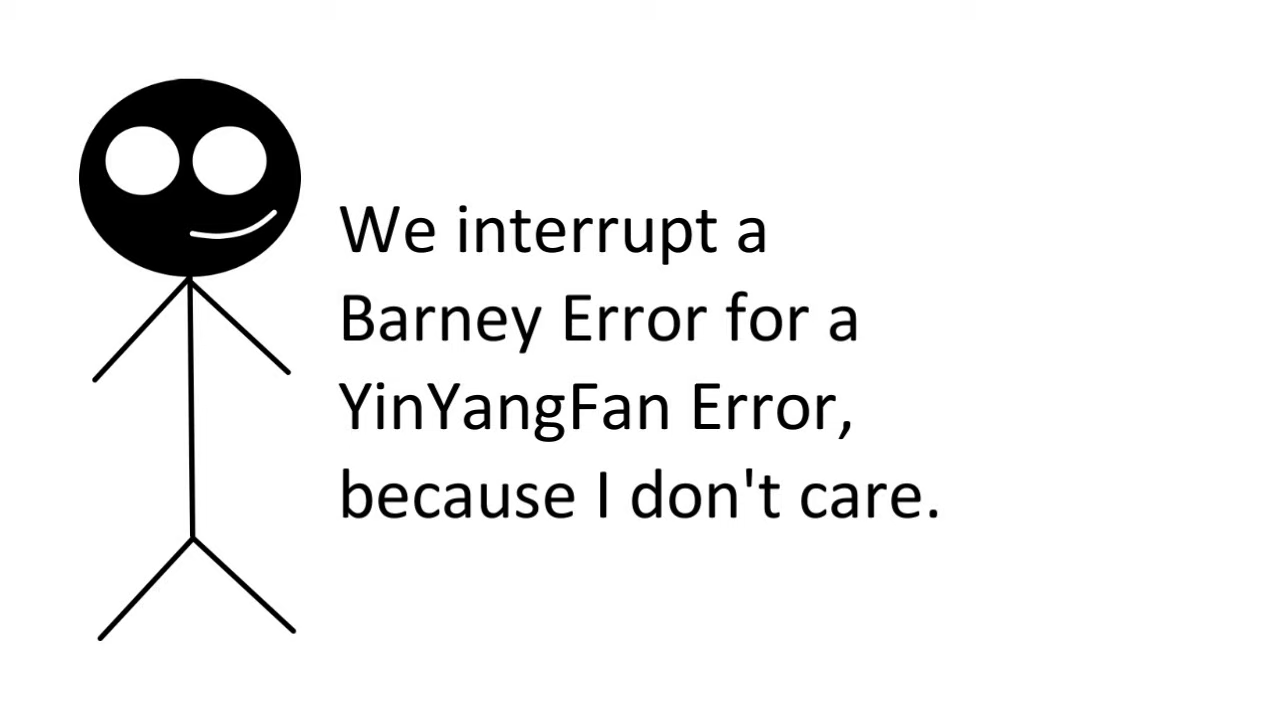 We interrupt a
Barney Error for a
YinYangFan Error,
because I don't care.